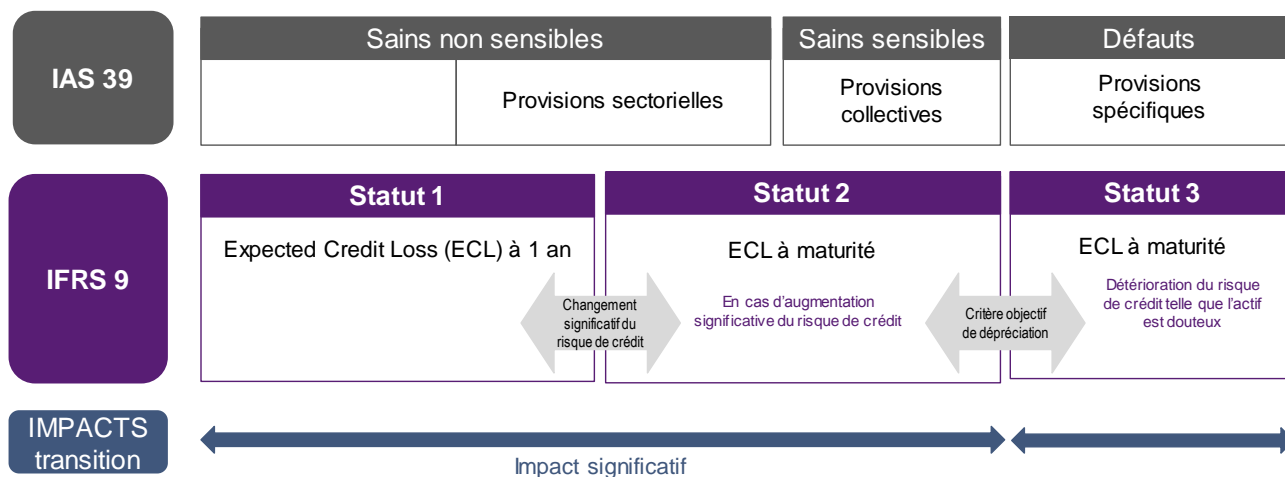 IAS 39
Sains non sensibles
Sains sensibles
Défauts
Provisions sectorielles
Provisions
collectives
Provisions
spécifiques
IFRS 9
Statut 1
Statut 2
Statut 3
Expected Credit Loss (ECL) à 1 an
ECL à maturité
ECL à maturité
Changement
significatif du
risque de crédit
En cas d'augmentation
significative du risque de crédit
Critère objectif
de dépréciation
Détérioration du risque
de crédit telle que l'actif
est douteux
IMPACTS
transition
Impact significatif